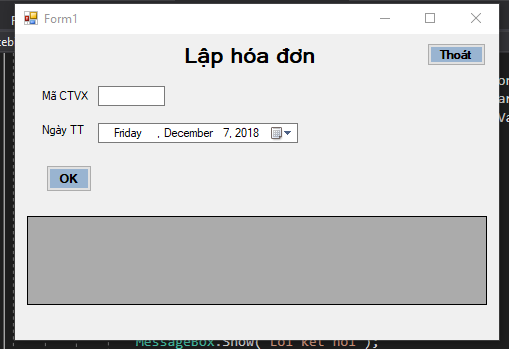 Form1
Lập hóa đơn
Thoát
Mã CTVX
Ngày TT
Friday , December 7, 2018
OK
MessageBox.Show("Loi ket noi");